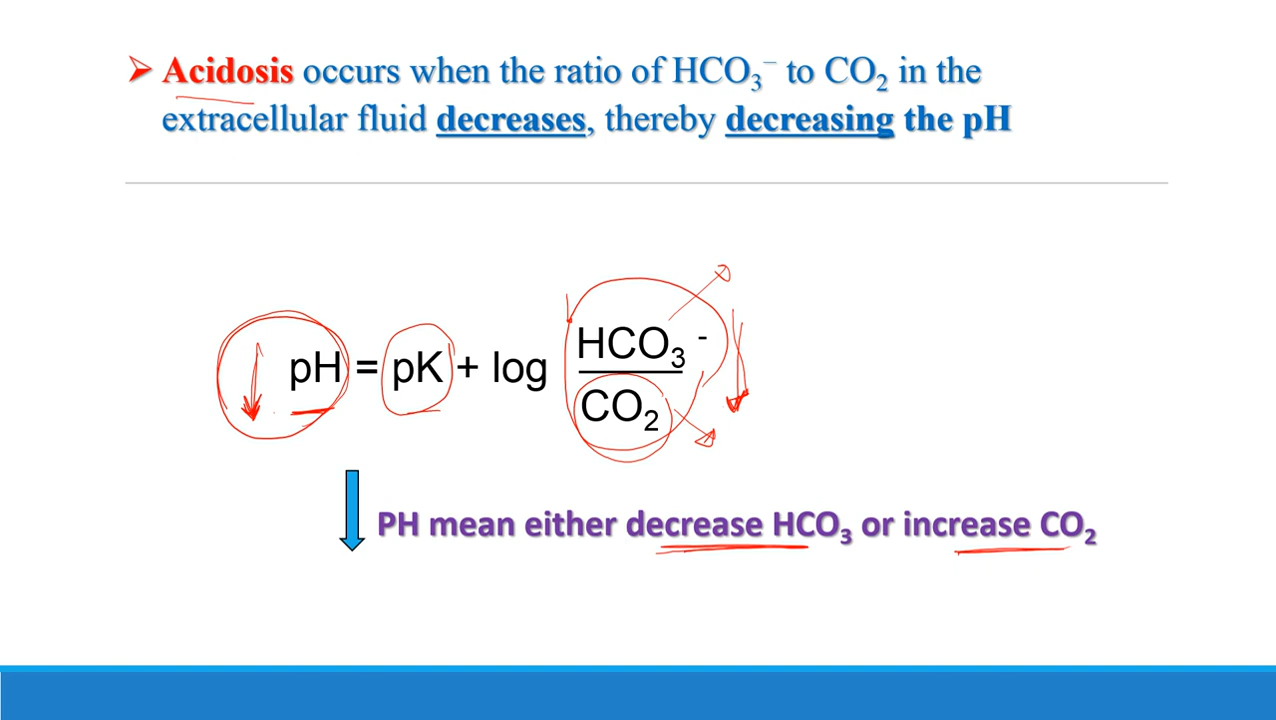 ➢ Acidosis occurs when the ratio of HCO₃⁻ to CO₂ in the
extracellular fluid decreases, thereby decreasing the pH
pH = pK + log HCO₃⁻
CO₂
PH mean either decrease HCO₃ or increase CO₂